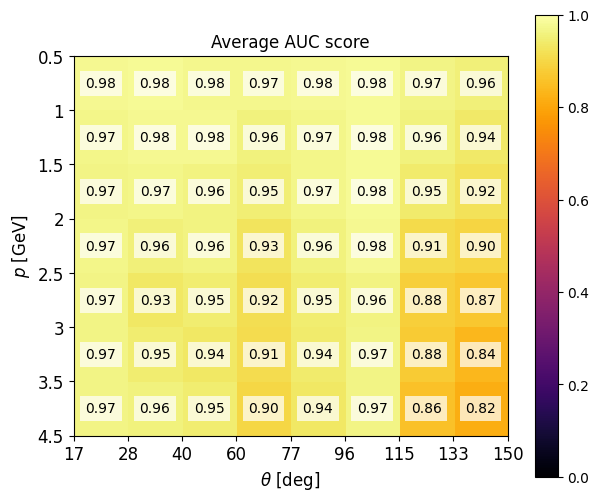 Average AUC score
0.5 0.98 0.98 0.98 0.97 0.98 0.98 0.97 0.96
1
0.97 0.98 0.98 0.96 0.97 0.98 0.96 0.94
1.5
0.97 0.97 0.96 0.95 0.97 0.98 0.95 0.92
2
0.97 0.96 0.96 0.93 0.96 0.98 0.91 0.90
2.5
0.97 0.93 0.95 0.92 0.95 0.96 0.88 0.87
3
0.97 0.95 0.94 0.91 0.94 0.97 0.88 0.84
3.5
0.97 0.96 0.95 0.90 0.94 0.97 0.86 0.82
4.5
p [GeV]
17 28 40 60 77 96 115 133 150
θ [deg]
1.0
0.8
0.6
0.4
0.2
0.0